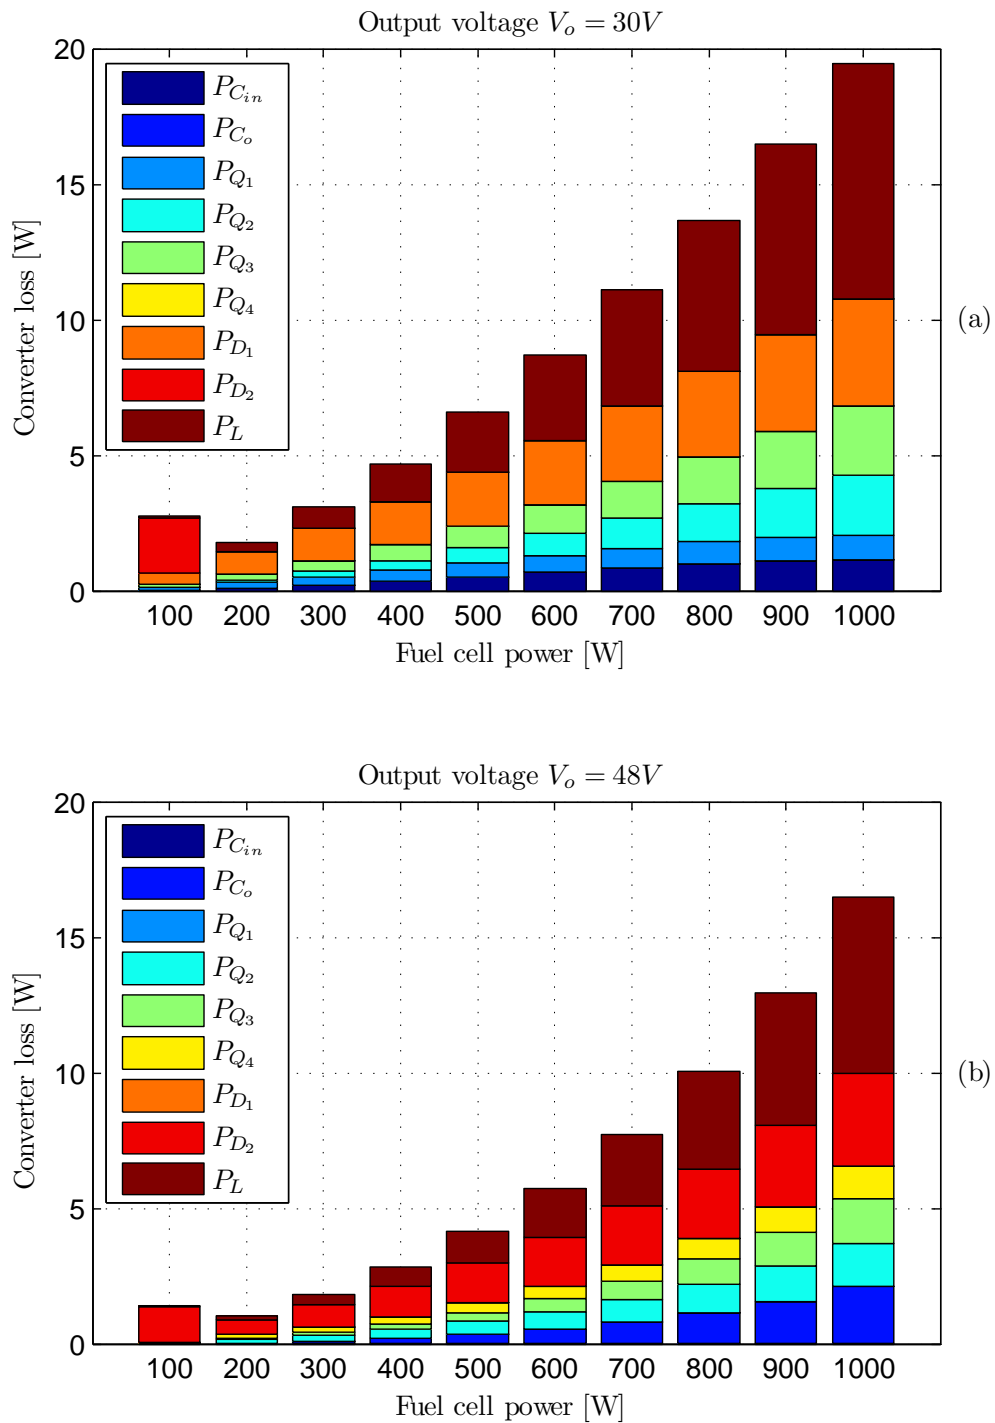 Output voltage V_o = 30V
20
15
10
5
0
Converter loss [W]
P_{C_{in}}
P_{C_o}
P_{Q_1}
P_{Q_2}
P_{Q_3}
P_{Q_4}
P_{D_1}
P_{D_2}
P_L
(a)
100 200 300 400 500 600 700 800 900 1000
Fuel cell power [W]
Output voltage V_o = 48V
20
15
10
5
0
Converter loss [W]
P_{C_{in}}
P_{C_o}
P_{Q_1}
P_{Q_2}
P_{Q_3}
P_{Q_4}
P_{D_1}
P_{D_2}
P_L
(b)
100 200 300 400 500 600 700 800 900 1000
Fuel cell power [W]